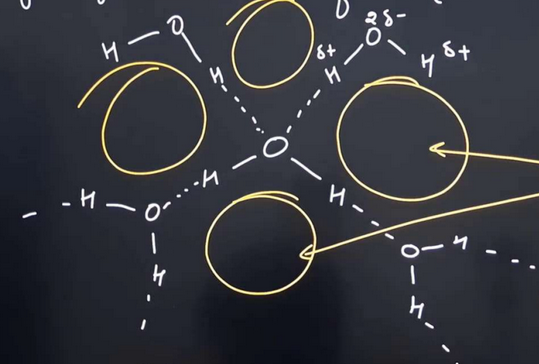 O 2δ-
H O δ+ H O H δ+
H
O
H H H
O O H
H H